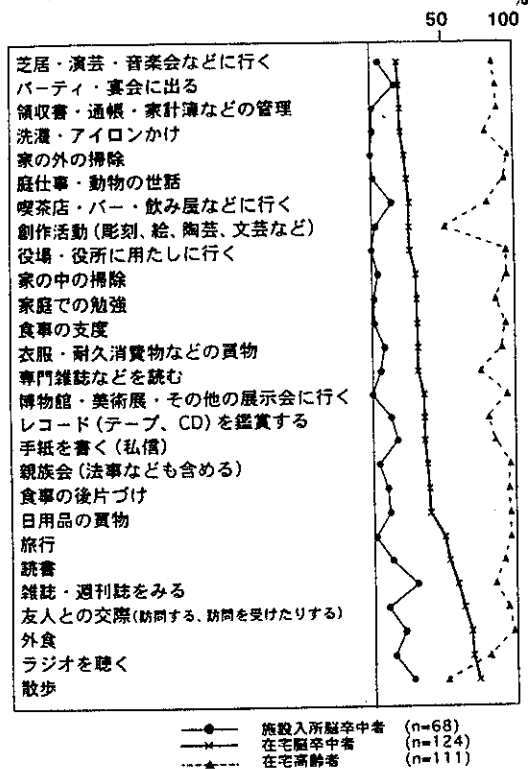 %
50 100
芝居・演芸・音楽会などに行く
パーティ・宴会に出る
領収書・通帳・家計簿などの管理
洗濯・アイロンかけ
家の外の掃除
庭仕事・動物の世話
喫茶店・バー・飲み屋などに行く
創作活動(彫刻、絵、陶芸、文芸など)
役場・役所に用たしに行く
家の中の掃除
家庭での勉強
食事の支度
衣服・耐久消費物などの買物
専門雑誌などを読む
博物館・美術展・その他の展示会に行く
レコード(テープ、CD)を鑑賞する
手紙を書く(私信)
親族会(法事なども含める)
食事の後片づけ
日用品の買物
旅行
読書
雑誌・週刊誌をみる
友人との交際(訪問する、訪問を受けたりする)
外食
ラジオを聴く
散歩
施設入所脳卒中者 (n=68)
在宅脳卒中者 (n=124)
在宅高齢者 (n=111)